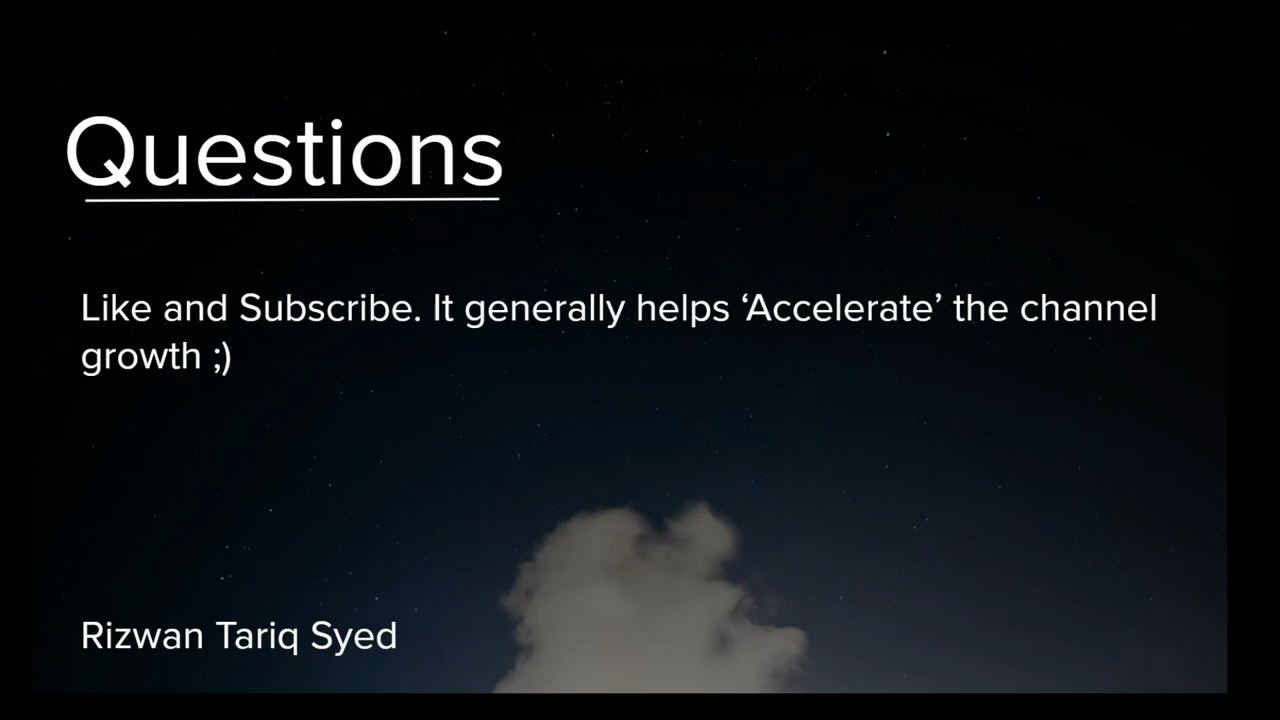 Questions
Like and Subscribe. It generally helps ‘Accelerate’ the channel
growth ;)
Rizwan Tariq Syed